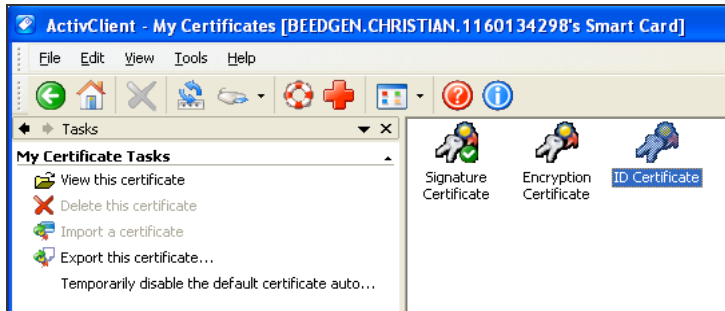 ActivClient - My Certificates [BEEDGEN.CHRISTIAN.1160134298's Smart Card]
File Edit View Tools Help
Tasks
My Certificate Tasks
View this certificate
Delete this certificate
Import a certificate
Export this certificate...
Temporarily disable the default certificate auto...
Signature
Certificate
Encryption
Certificate
ID Certificate